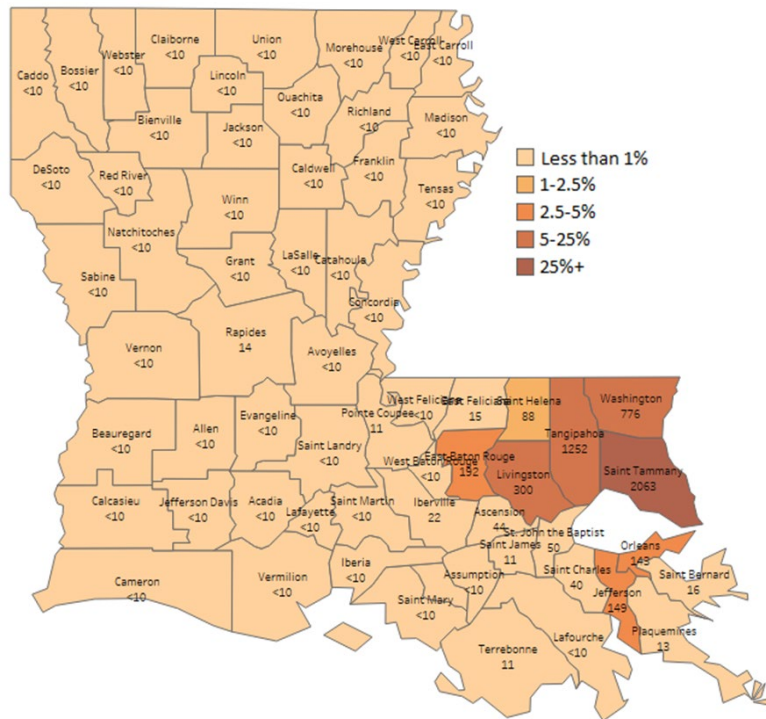 Claiborne
<10
Union
<10
Morehouse
<10
West Carroll
<10
East Carroll
<10
Webster
<10
Caddo
<10
Bossier
<10
Lincoln
<10
Ouachita
<10
Richland
<10
Madison
<10
Bienville
<10
Jackson
<10
Less than 1%
1-2.5%
2.5-5%
5-25%
25%+
DeSoto
<10
Red River
<10
Caldwell
<10
Franklin
<10
Tensas
<10
Winn
<10
Natchitoches
<10
Sabine
<10
Grant
<10
LaSalle
<10
Catahoula
<10
Concordia
<10
Vernon
<10
Rapides
14
Avoyelles
<10
West Feliciana
<10
East Feliciana
15
Saint Helena
88
Washington
776
Pointe Coupee
11
Beauregard
<10
Allen
<10
Evangeline
<10
Saint Landry
<10
Tangipahoa
1252
East Baton Rouge
192
West Baton Rouge
<10
Livingston
300
Saint Tammany
2063
Calcasieu
<10
Jefferson Davis
<10
Acadia
<10
Lafayette
<10
Saint Martin
<10
Iberville
22
Ascension
44
St. John the Baptist
50
Saint James
11
Orleans
143
Cameron
<10
Vermilion
<10
Iberia
<10
Assumption
<10
Saint Charles
40
Saint Bernard
16
Saint Mary
<10
Jefferson
149
Plaquemines
13
Terrebonne
11
Lafourche
<10